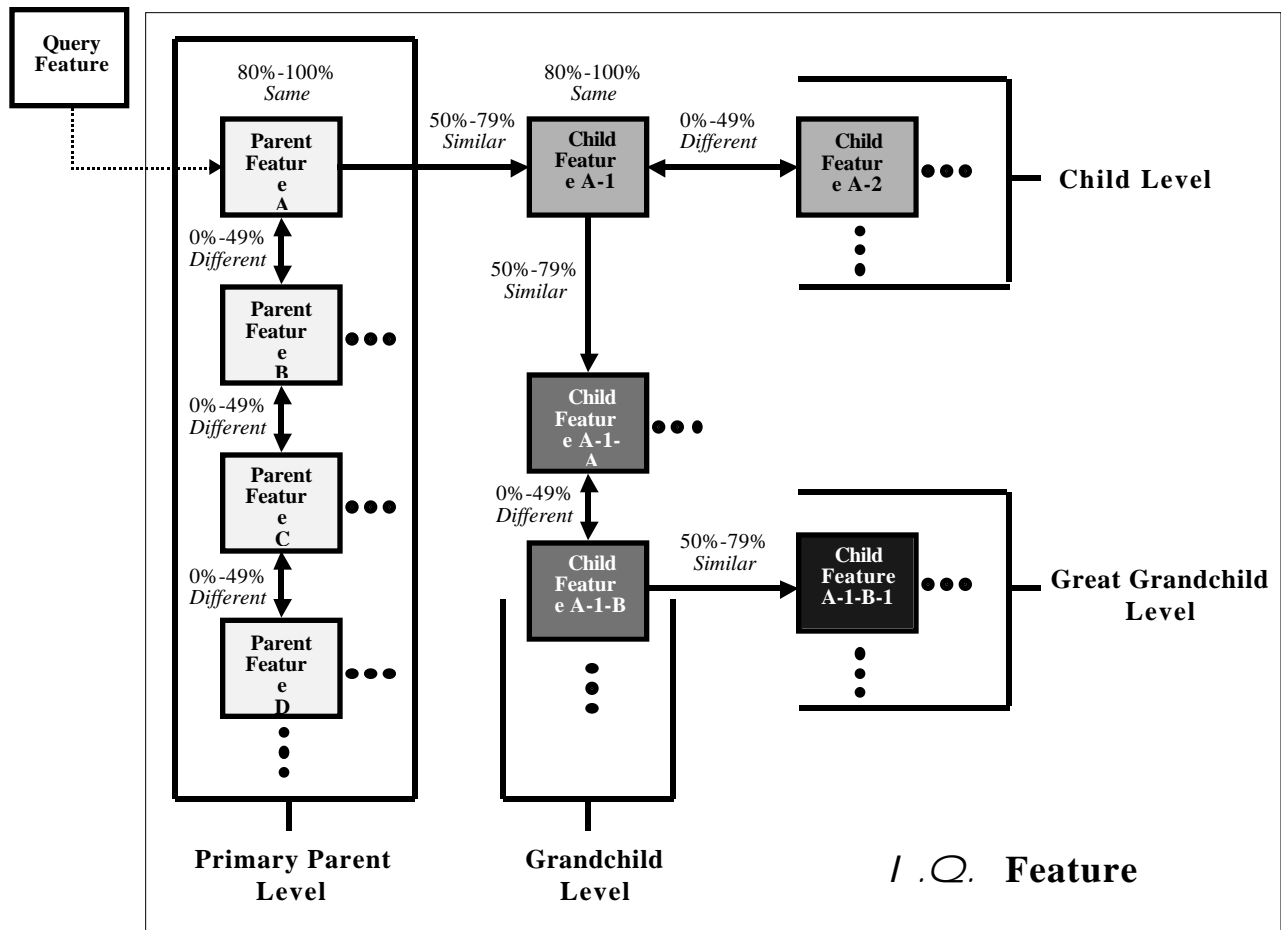 Query
Feature
80%-100%
Same
Parent
Featur
e
A
50%-79%
Similar
80%-100%
Same
Child
Featur
e A-1
0%-49%
Different
Child
Featur
e A-2
Child Level
0%-49%
Different
Parent
Featur
e
B
50%-79%
Similar
0%-49%
Different
Child
Featur
e A-1-
A
Parent
Featur
e
C
0%-49%
Different
0%-49%
Different
Child
Featur
e A-1-B
50%-79%
Similar
Child
Feature
A-1-B-1
Great Grandchild
Level
Parent
Featur
e
D
Primary Parent
Level
Grandchild
Level
I .Q. Feature